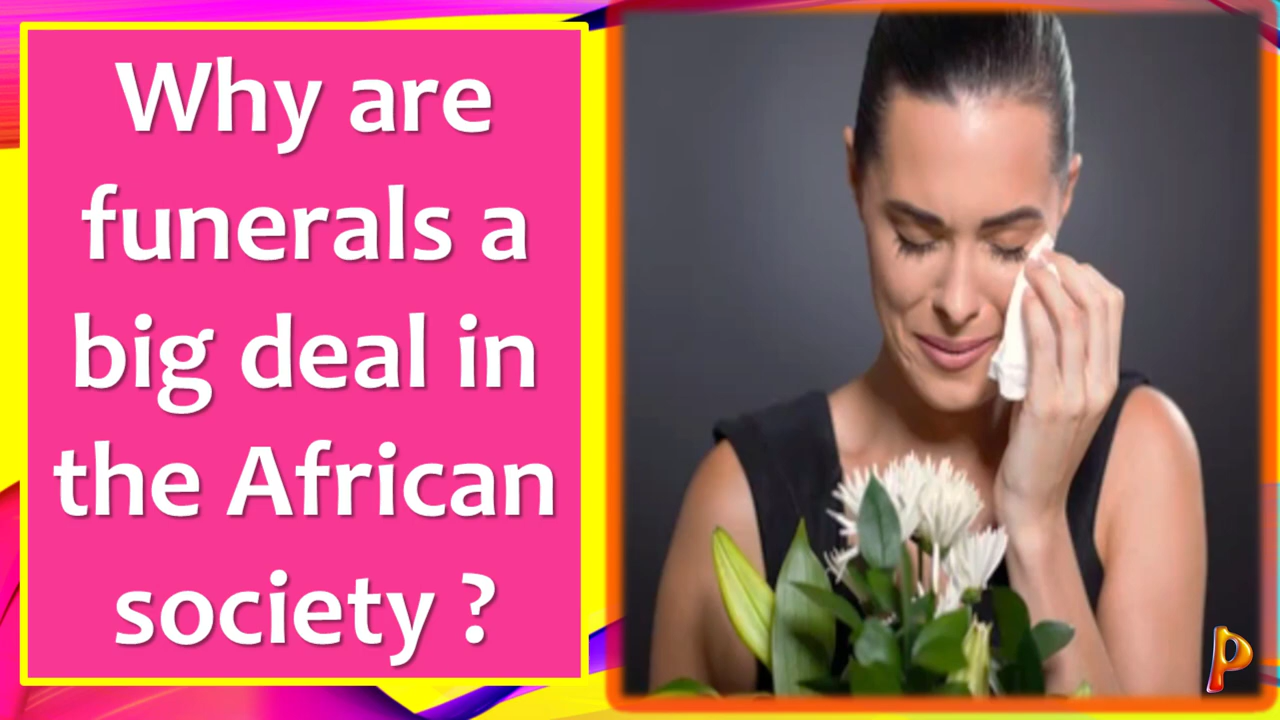 Why are
funerals a
big deal in
the African
society ?
P